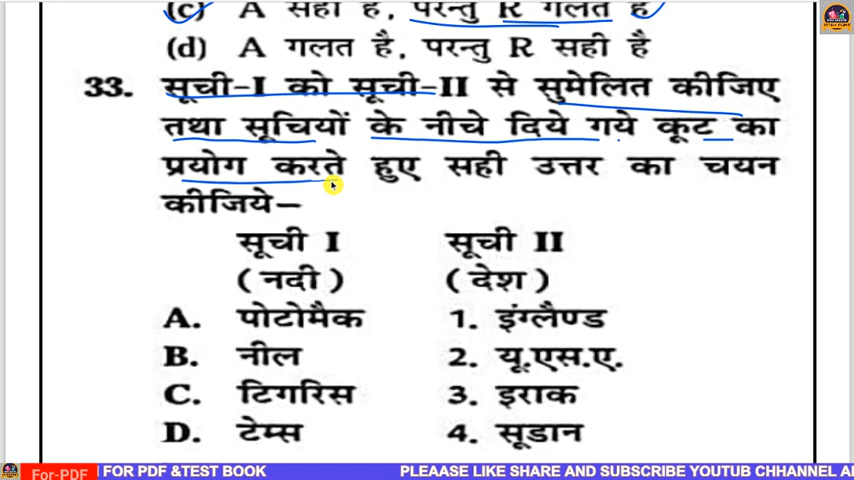 (c) A सही है, परन्तु R गलत है
(d) A गलत है, परन्तु R सही है
33. सूची-I को सूची-II से सुमेलित कीजिए
तथा सूचियों के नीचे दिये गये कूट का
प्रयोग करते हुए सही उत्तर का चयन
कीजिये–
सूची I सूची II
(नदी) (देश)
A. पोटोमैक 1. इंग्लैण्ड
B. नील 2. यू.एस.ए.
C. टिगरिस 3. इराक
D. टेम्स 4. सूडान
For-PDF FOR PDF &TEST BOOK PLEAASE LIKE SHARE AND SUBSCRIBE YOUTUB CHHANNEL